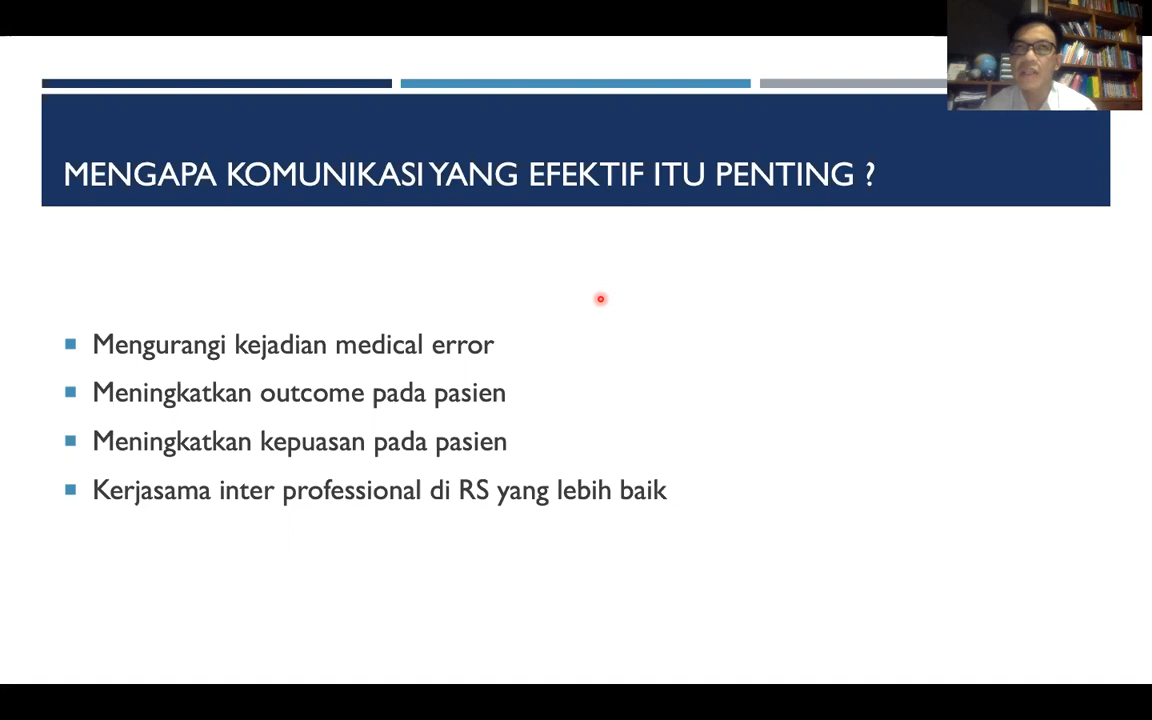 MENGAPA KOMUNIKASI YANG EFEKTIF ITU PENTING ?
Mengurangi kejadian medical error
Meningkatkan outcome pada pasien
Meningkatkan kepuasan pada pasien
Kerjasama inter professional di RS yang lebih baik